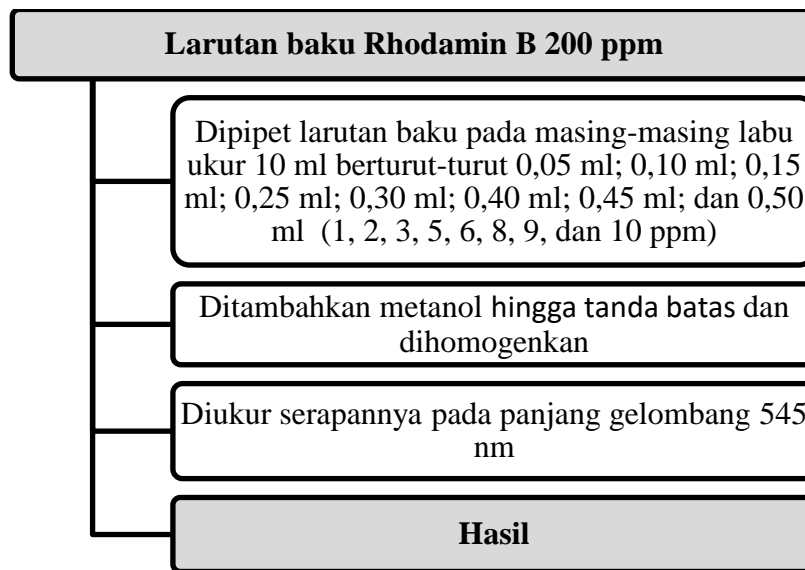 Larutan baku Rhodamin B 200 ppm
Dipipet larutan baku pada masing-masing labu
ukur 10 ml berturut-turut 0,05 ml; 0,10 ml; 0,15
ml; 0,25 ml; 0,30 ml; 0,40 ml; 0,45 ml; dan 0,50
ml (1, 2, 3, 5, 6, 8, 9, dan 10 ppm)
Ditambahkan metanol hingga tanda batas dan
dihomogenkan
Diukur serapannya pada panjang gelombang 545
nm
Hasil